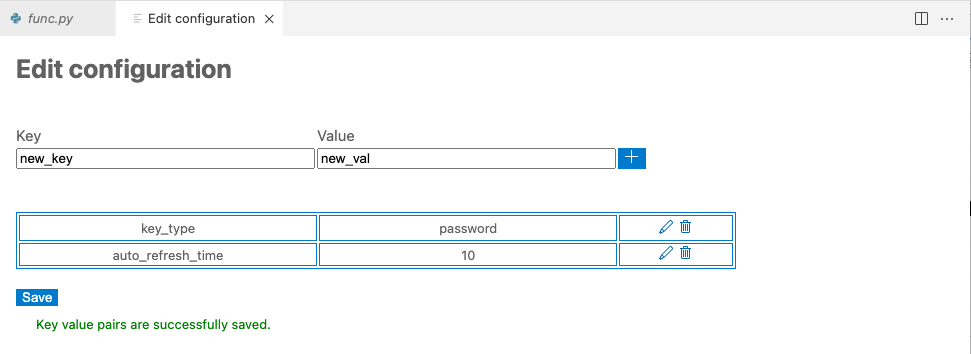 func.py Edit configuration
Edit configuration
Key Value
new_key new_val
key_type password
auto_refresh_time 10
Save
Key value pairs are successfully saved.